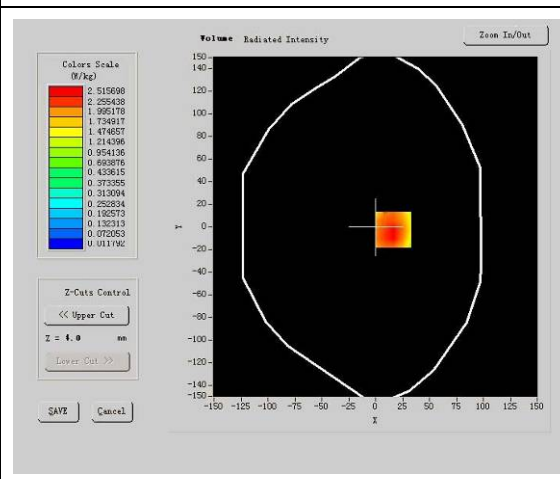 Volume Radiated Intensity
Zoom In/Out
Colors Scale
(W/kg)
2.515698
2.255438
1.995178
1.734917
1.474657
1.214396
0.954136
0.693876
0.433615
0.373355
0.313094
0.252834
0.192573
0.132313
0.072053
0.011792
Z-Cuts Control
<< Upper Cut
Z = 4.0 mm
Lower Cut >>
SAVE Cancel
150
140
120
100
80
60
40
20
Y 0
-20
-40
-60
-80
-100
-120
-140
-150
-150 -125 -100 -75 -50 -25 0 25 50 75 100 125 150
X